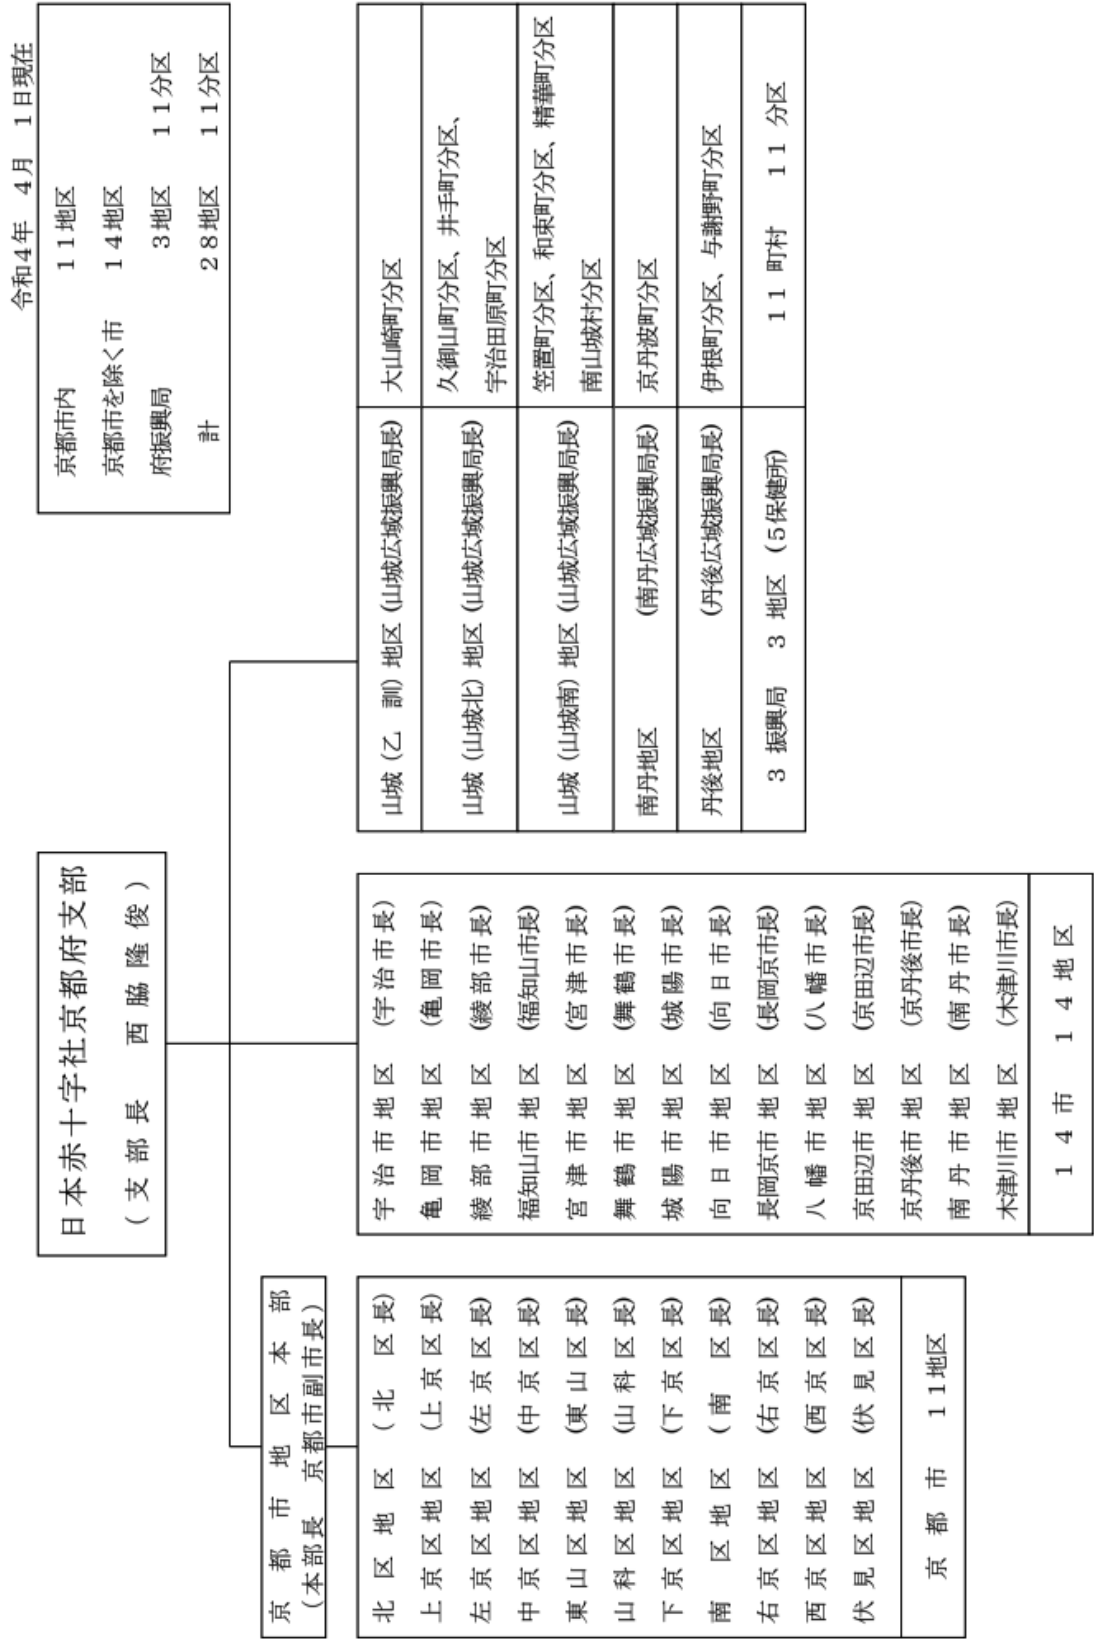 令和4年　4月　1日現在
京都市内　11地区
京都市を除く市　14地区
府振興局　3地区　11分区
計　28地区　11分区
日本赤十字社京都府支部
（支部長　西脇隆俊）
京都市地区本部
（本部長　京都市副市長）
北区地区　（北区長）
上京区地区　（上京区長）
左京区地区　（左京区長）
中京区地区　（中京区長）
東山区地区　（東山区長）
山科区地区　（山科区長）
下京区地区　（下京区長）
南区地区　（南区長）
右京区地区　（右京区長）
西京区地区　（西京区長）
伏見区地区　（伏見区長）
京都市　11地区
宇治市地区　（宇治市長）
亀岡市地区　（亀岡市長）
綾部市地区　（綾部市長）
福知山市地区　（福知山市長）
宮津市地区　（宮津市長）
舞鶴市地区　（舞鶴市長）
城陽市地区　（城陽市長）
向日市地区　（向日市長）
長岡京市地区　（長岡京市長）
八幡市地区　（八幡市長）
京田辺市地区　（京田辺市長）
京丹後市地区　（京丹後市長）
南丹市地区　（南丹市長）
木津川市地区　（木津川市長）
14市　14地区
山城（乙　訓）地区（山城広域振興局長）　大山崎町分区
山城（山城北）地区（山城広域振興局長）　久御山町分区、井手町分区、
宇治田原町分区
山城（山城南）地区（山城広域振興局長）　笠置町分区、和束町分区、精華町分区
南山城村分区
南丹地区　（南丹広域振興局長）　京丹波町分区
丹後地区　（丹後広域振興局長）　伊根町分区、与謝野町分区
3　振興局　3　地区（5保健所）　11　町村　11　分区